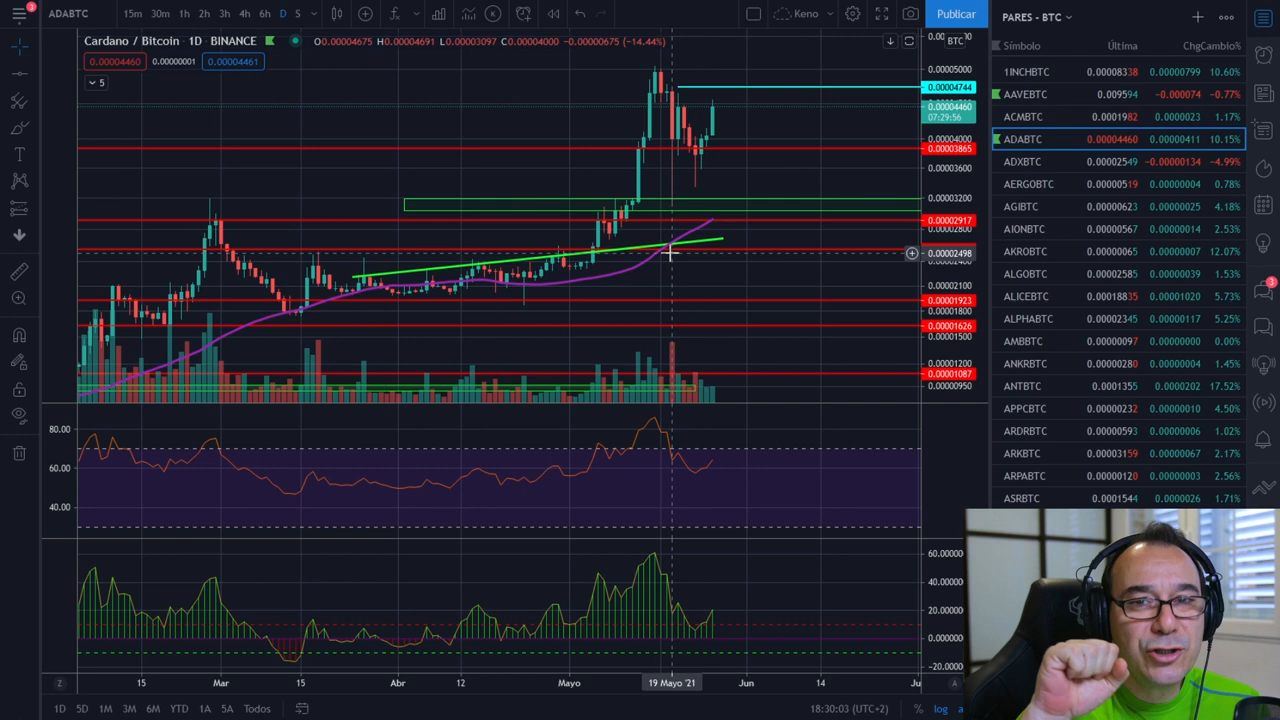 3
ADABTC
15m 30m 1h 2h 3h 4h 6h D S
Keno
Publicar
PARES - BTC
Cardano / Bitcoin · 1D · BINANCE
O0.00004675 H0.00004691 L0.00003097 C0.00004000 −0.00000675 (−14.44%)
BTC
0.00004460 0.00000001 0.00004461
5
0.00005000
0.00004744
0.00004460
07:29:56
0.00004000
0.00003865
0.00003600
0.00003200
0.00002917
0.00002800
0.00002498
0.00002100
0.00001923
0.00001800
0.00001626
0.00001500
0.00001200
0.00001087
0.00000950
80.00
60.00
40.00
60.00000
40.00000
20.00000
0.000000
−20.0000
Z 15 Mar 15 Abr 12 Mayo 19 Mayo '21 Jun 14 Ju A
1D 5D 1M 3M 6M YTD 1A 5A Todos
18:30:03 (UTC+2)
% log a
Símbolo Última Chg Cambio%
1INCHBTC 0.00008338 0.00000799 10.60%
AAVEBTC 0.009594 −0.000074 −0.77%
ACMBTC 0.0001982 0.000023 1.17%
ADABTC 0.00004460 0.00000411 10.15%
ADXBTC 0.00002549 −0.00000134 −4.99%
AERGOBTC 0.00000519 0.00000004 0.78%
AGIBTC 0.00000623 0.00000025 4.18%
AIONBTC 0.00000567 0.00000014 2.53%
AKROBTC 0.00000065 0.00000007 12.07%
ALGOBTC 0.00002585 0.00000039 1.53%
ALICEBTC 0.00018835 0.00001020 5.73%
ALPHABTC 0.00002345 0.00000117 5.25%
AMBBTC 0.00000097 0.00000000 0.00%
ANKRBTC 0.00000280 0.00000004 1.45%
ANTBTC 0.0001355 0.0000202 17.52%
APPCBTC 0.00000232 0.00000010 4.50%
ARDRBTC 0.00000593 0.00000006 1.02%
ARKBTC 0.00003159 0.00000067 2.17%
ARPABTC 0.00000120 0.00000003 2.56%
ASRBTC 0.0001544 0.0000026 1.71%
3